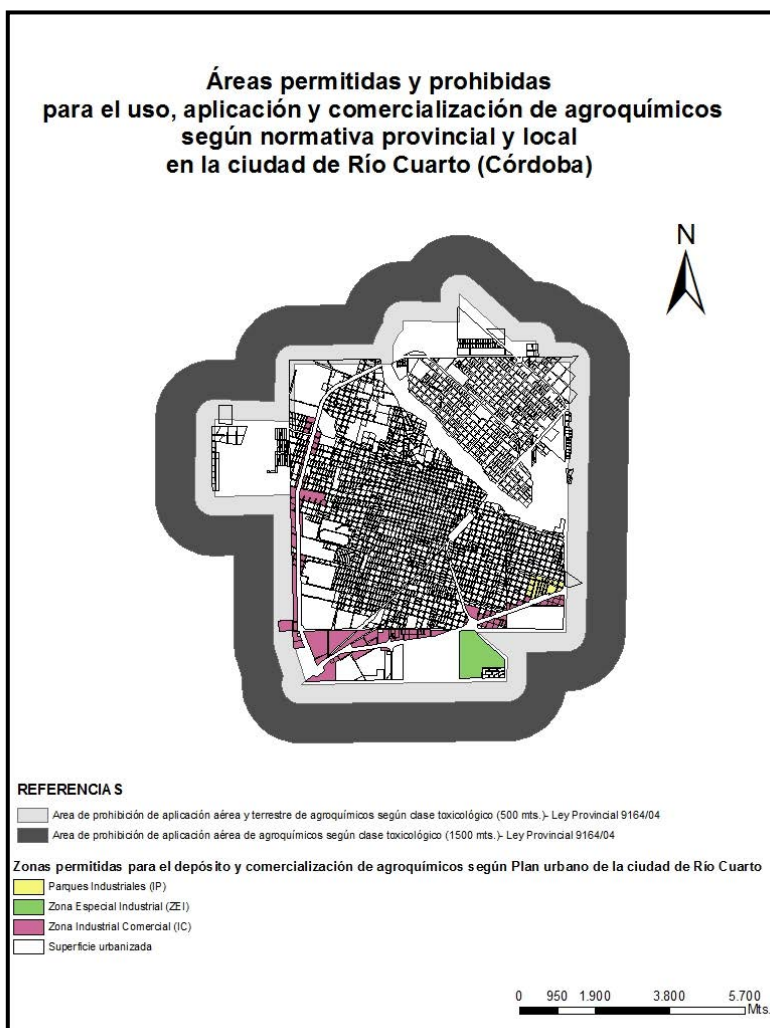 Áreas permitidas y prohibidas
para el uso, aplicación y comercialización de agroquímicos
según normativa provincial y local
en la ciudad de Río Cuarto (Córdoba)
N
REFERENCIAS
Area de prohibición de aplicación aérea y terrestre de agroquímicos según clase toxicológico (500 mts.)- Ley Provincial 9164/04
Area de prohibición de aplicación aérea de agroquímicos según clase toxicológico (1500 mts.)- Ley Provincial 9164/04
Zonas permitidas para el depósito y comercialización de agroquímicos según Plan urbano de la ciudad de Río Cuarto
Parques Industriales (IP)
Zona Especial Industrial (ZEI)
Zona Industrial Comercial (IC)
Superficie urbanizada
0 950 1.900 3.800 5.700
Mts.